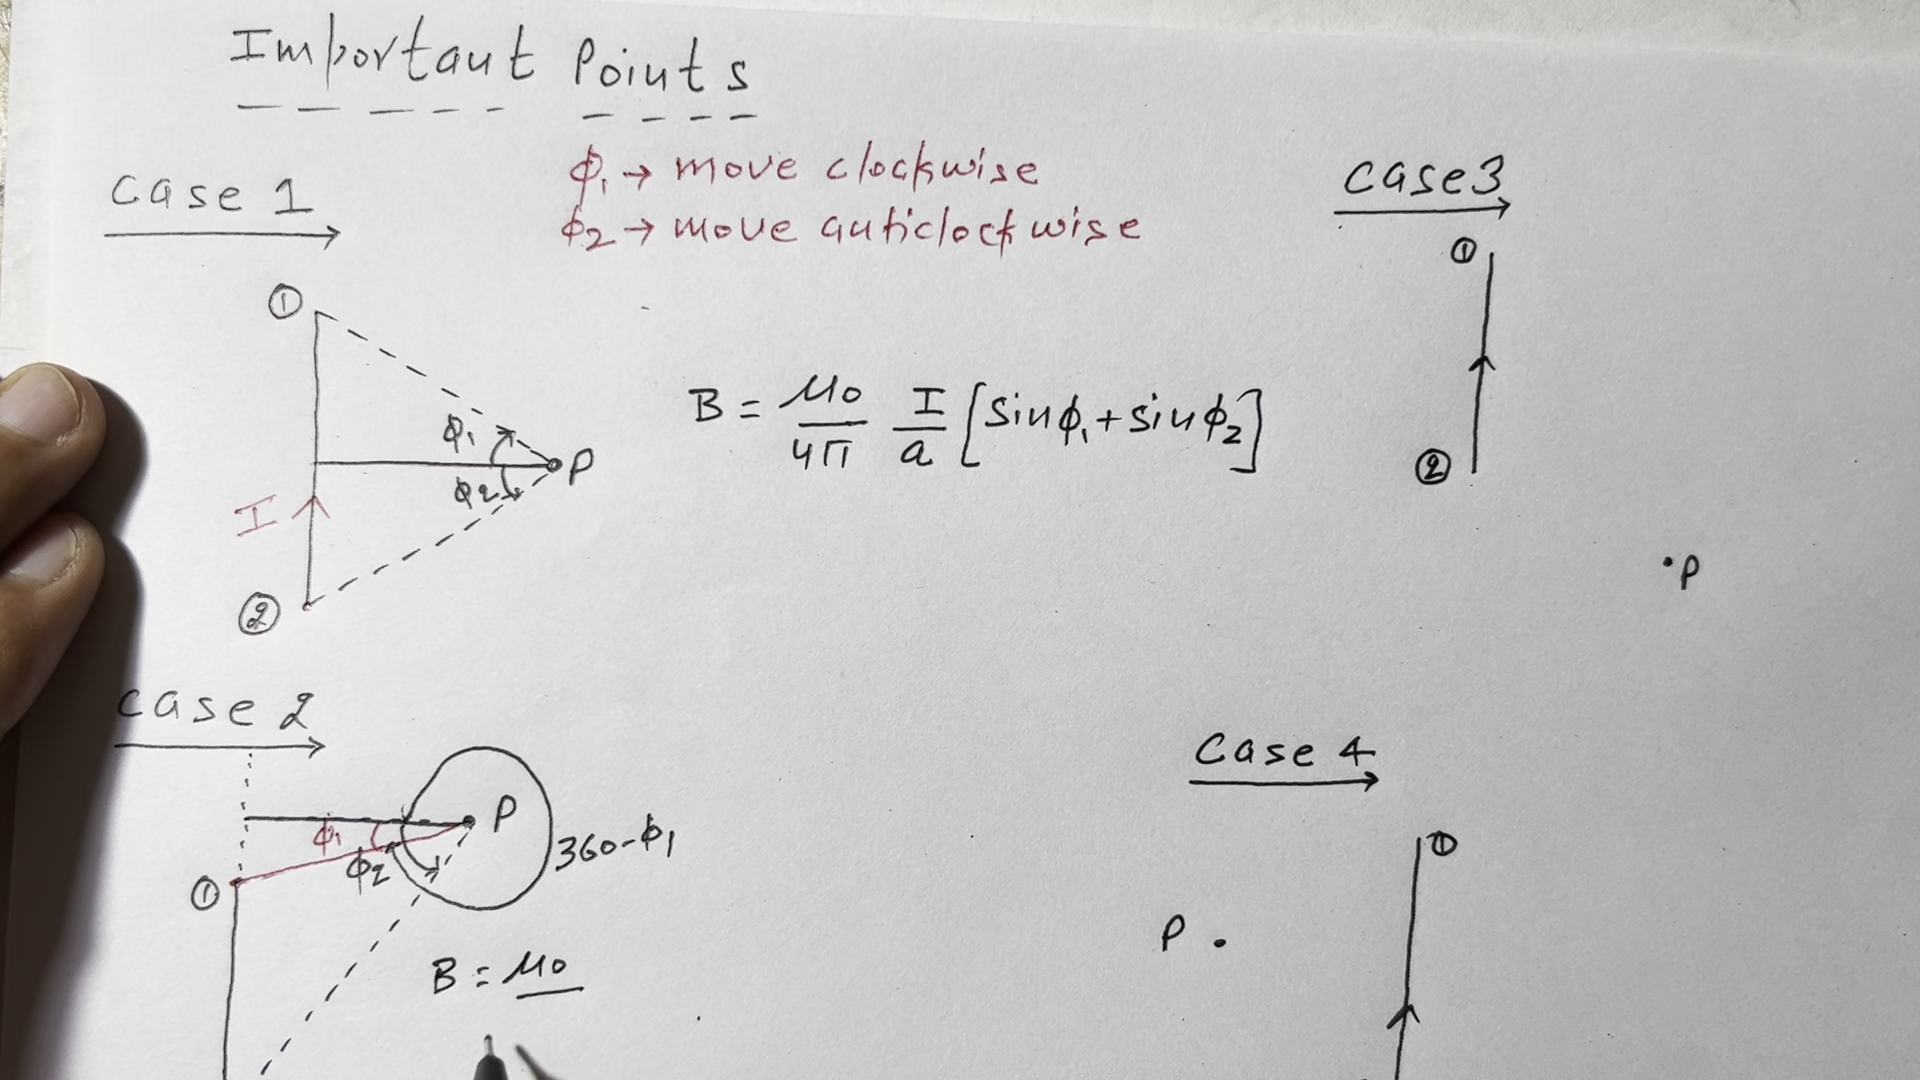 Important Points
Case 1
ϕ₁ → move clockwise
ϕ₂ → move anticlockwise
①
ϕ₁
ϕ₂
P
I
②
B = μ₀/4π I/a [sinϕ₁ + sinϕ₂]
Case 2
P
ϕ₁
ϕ₂
360-ϕ₁
①
B = μ₀
Case3
①
②
P
Case 4
①
P